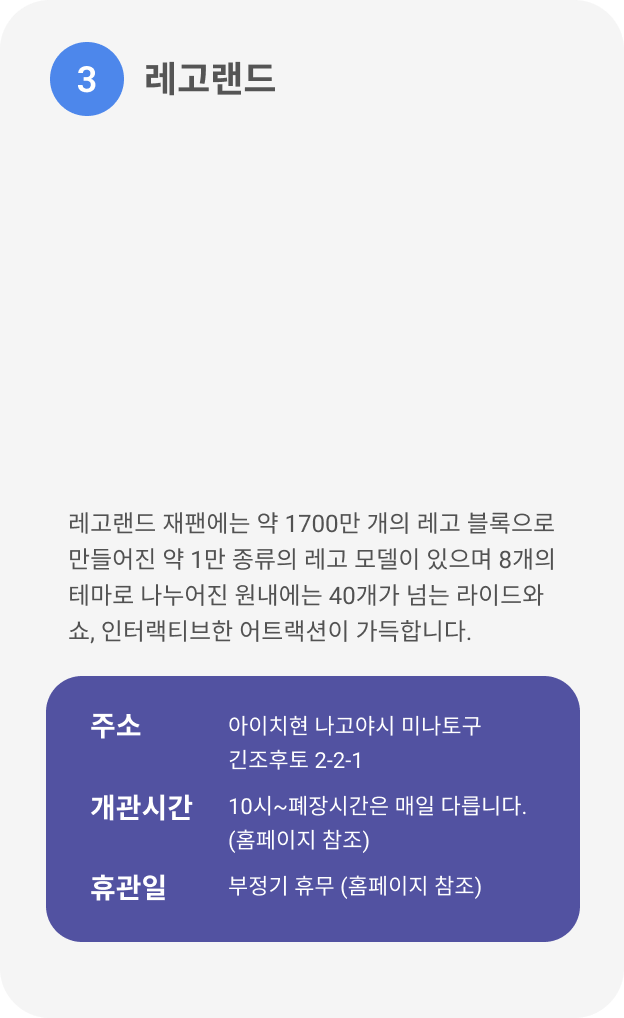 3 레고랜드
레고랜드 재팬에는 약 1700만 개의 레고 블록으로
만들어진 약 1만 종류의 레고 모델이 있으며 8개의
테마로 나누어진 원내에는 40개가 넘는 라이드와
쇼, 인터랙티브한 어트랙션이 가득합니다.
주소 아이치현 나고야시 미나토구
긴조후토 2-2-1
개관시간 10시~폐장시간은 매일 다릅니다.
(홈페이지 참조)
휴관일 부정기 휴무 (홈페이지 참조)